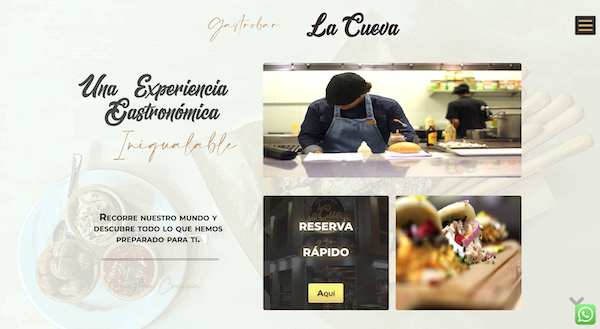 Gastrobar La Cueva
Una Experiencia
Gastronómica
Inigualable
Recorre nuestro mundo y
descubre todo lo que hemos
preparado para ti.
RESERVA
RÁPIDO
Aquí